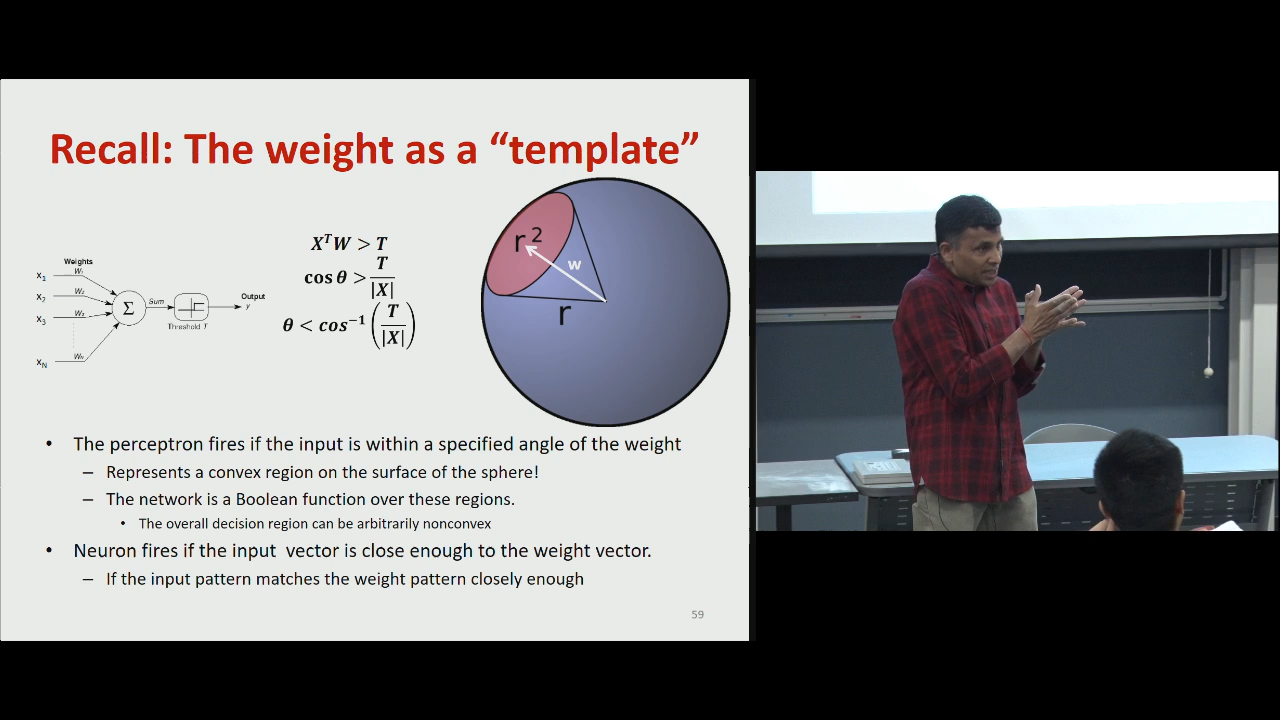 Recall: The weight as a “template”
Weights
X1
W1
X2
W2
X3
W3
XN
WN
Σ
Sum
Threshold T
Output
y
X^T W > T
cos θ > T/|X|
θ < cos^-1 (T/|X|)
r 2
w
r
• The perceptron fires if the input is within a specified angle of the weight
– Represents a convex region on the surface of the sphere!
– The network is a Boolean function over these regions.
• The overall decision region can be arbitrarily nonconvex
• Neuron fires if the input vector is close enough to the weight vector.
– If the input pattern matches the weight pattern closely enough
59